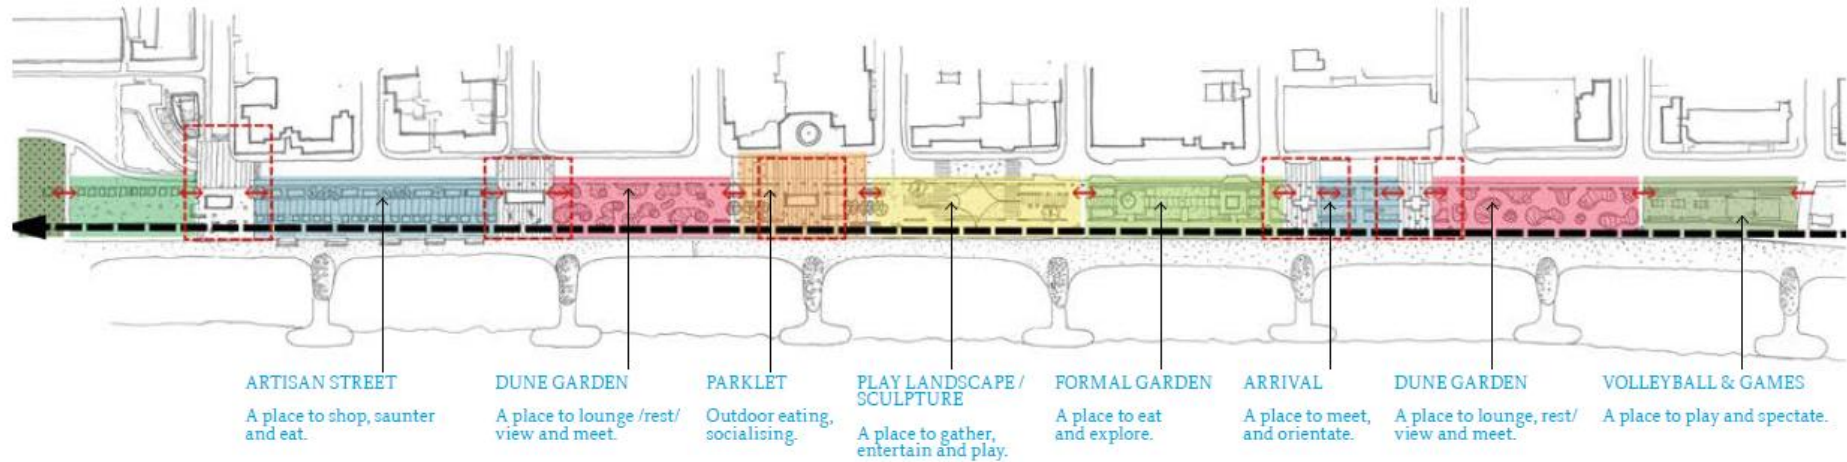 ARTISAN STREET
A place to shop, saunter
and eat.
DUNE GARDEN
A place to lounge /rest/
view and meet.
PARKLET
Outdoor eating,
socialising.
PLAY LANDSCAPE /
SCULPTURE
A place to gather,
entertain and play.
FORMAL GARDEN
A place to eat
and explore.
ARRIVAL
A place to meet,
and orientate.
DUNE GARDEN
A place to lounge, rest/
view and meet.
VOLLEYBALL & GAMES
A place to play and spectate.